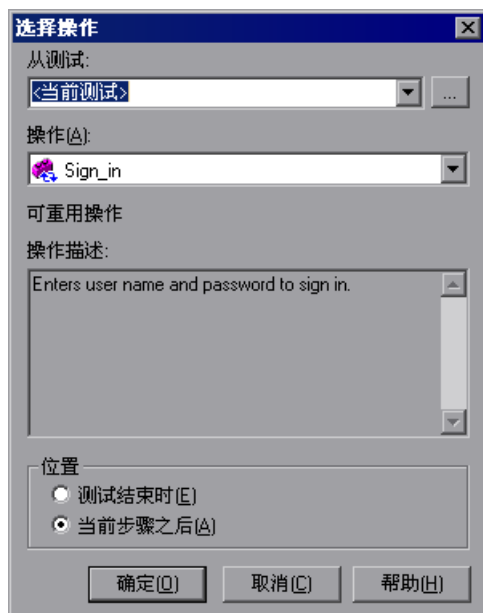 选择操作
从测试:
<当前测试>
...
操作(A):
Sign_in
可重用操作
操作描述:
Enters user name and password to sign in.
位置
测试结束时(E)
当前步骤之后(A)
确定(O)
取消(C)
帮助(H)